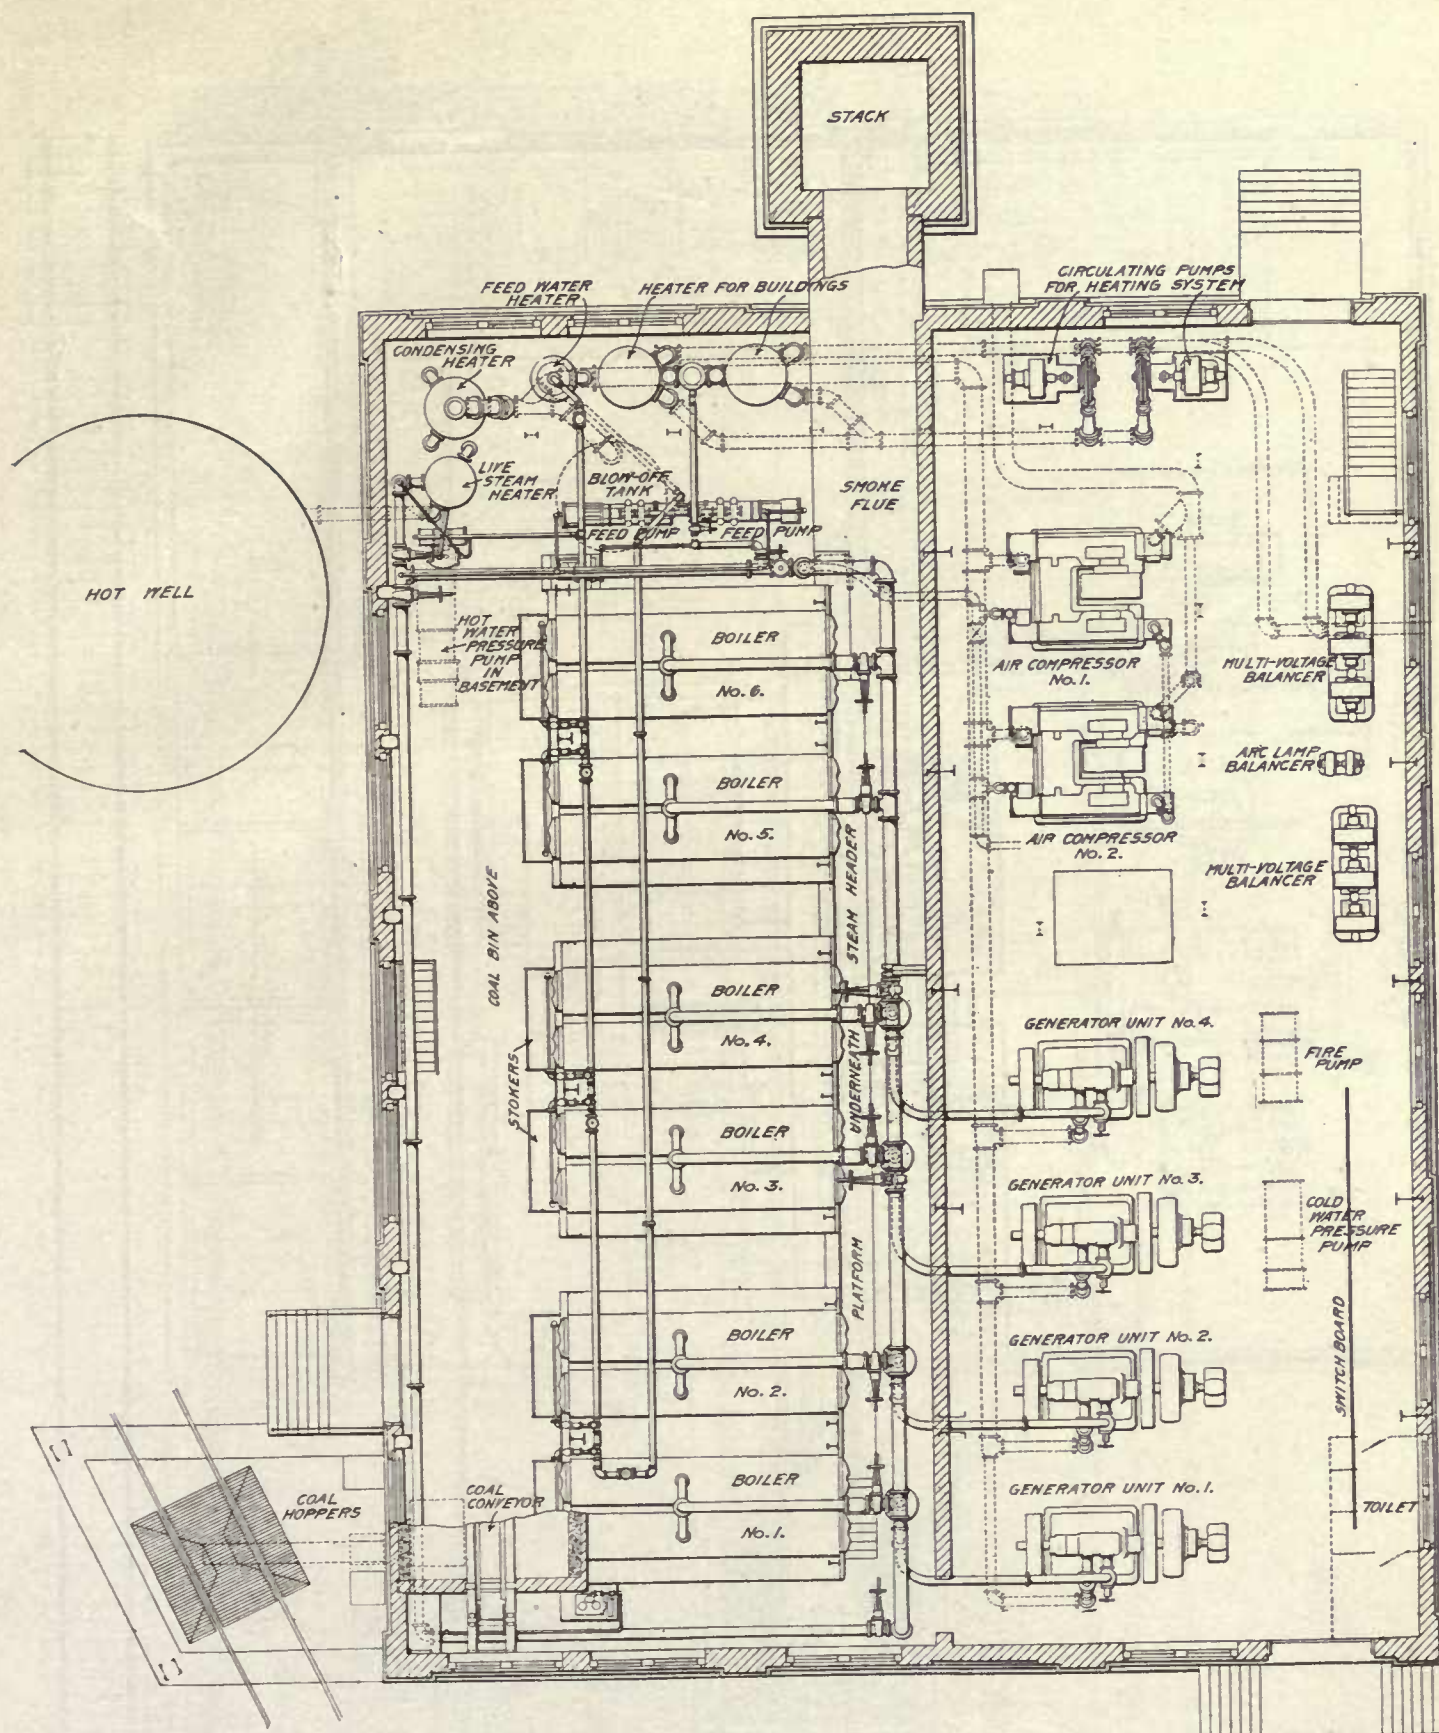 STACK
FEED WATER
HEATER
HEATER FOR BUILDINGS
CIRCULATING PUMPS
FOR HEATING SYSTEM
CONDENSING
HEATER
LIVE
STEAM
HEATER
BLOW-OFF
TANK
FEED PUMP
FEED PUMP
SMOKE
FLUE
HOT WELL
HOT
WATER
PRESSURE
PUMP
IN
BASEMENT
BOILER
No. 6.
AIR COMPRESSOR
No. 1.
MULTI-VOLTAGE
BALANCER
ARC LAMP
BALANCER
BOILER
No. 5.
AIR COMPRESSOR
No. 2.
MULTI-VOLTAGE
BALANCER
COAL BIN ABOVE
PLATFORM UNDERNEATH STEAM HEADER
STOKERS
BOILER
No. 4.
GENERATOR UNIT No. 4.
FIRE
PUMP
BOILER
No. 3.
GENERATOR UNIT No. 3.
COLD
WATER
PRESSURE
PUMP
BOILER
No. 2.
GENERATOR UNIT No. 2.
SWITCH BOARD
COAL
HOPPERS
COAL
CONVEYOR
BOILER
No. 1.
GENERATOR UNIT No. 1.
TOILET